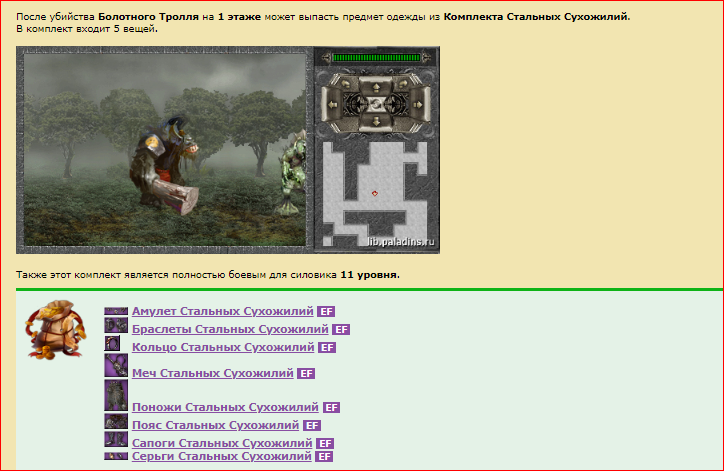 После убийства Болотного Тролля на 1 этаже может выпасть предмет одежды из Комплекта Стальных Сухожилий.
В комплект входит 5 вещей.
lib.paladins.ru
Также этот комплект является полностью боевым для силовика 11 уровня.
Амулет Стальных Сухожилий EF
Браслеты Стальных Сухожилий EF
Кольцо Стальных Сухожилий EF
Меч Стальных Сухожилий EF
Поножи Стальных Сухожилий EF
Пояс Стальных Сухожилий EF
Сапоги Стальных Сухожилий EF
Серьги Стальных Сухожилий EF